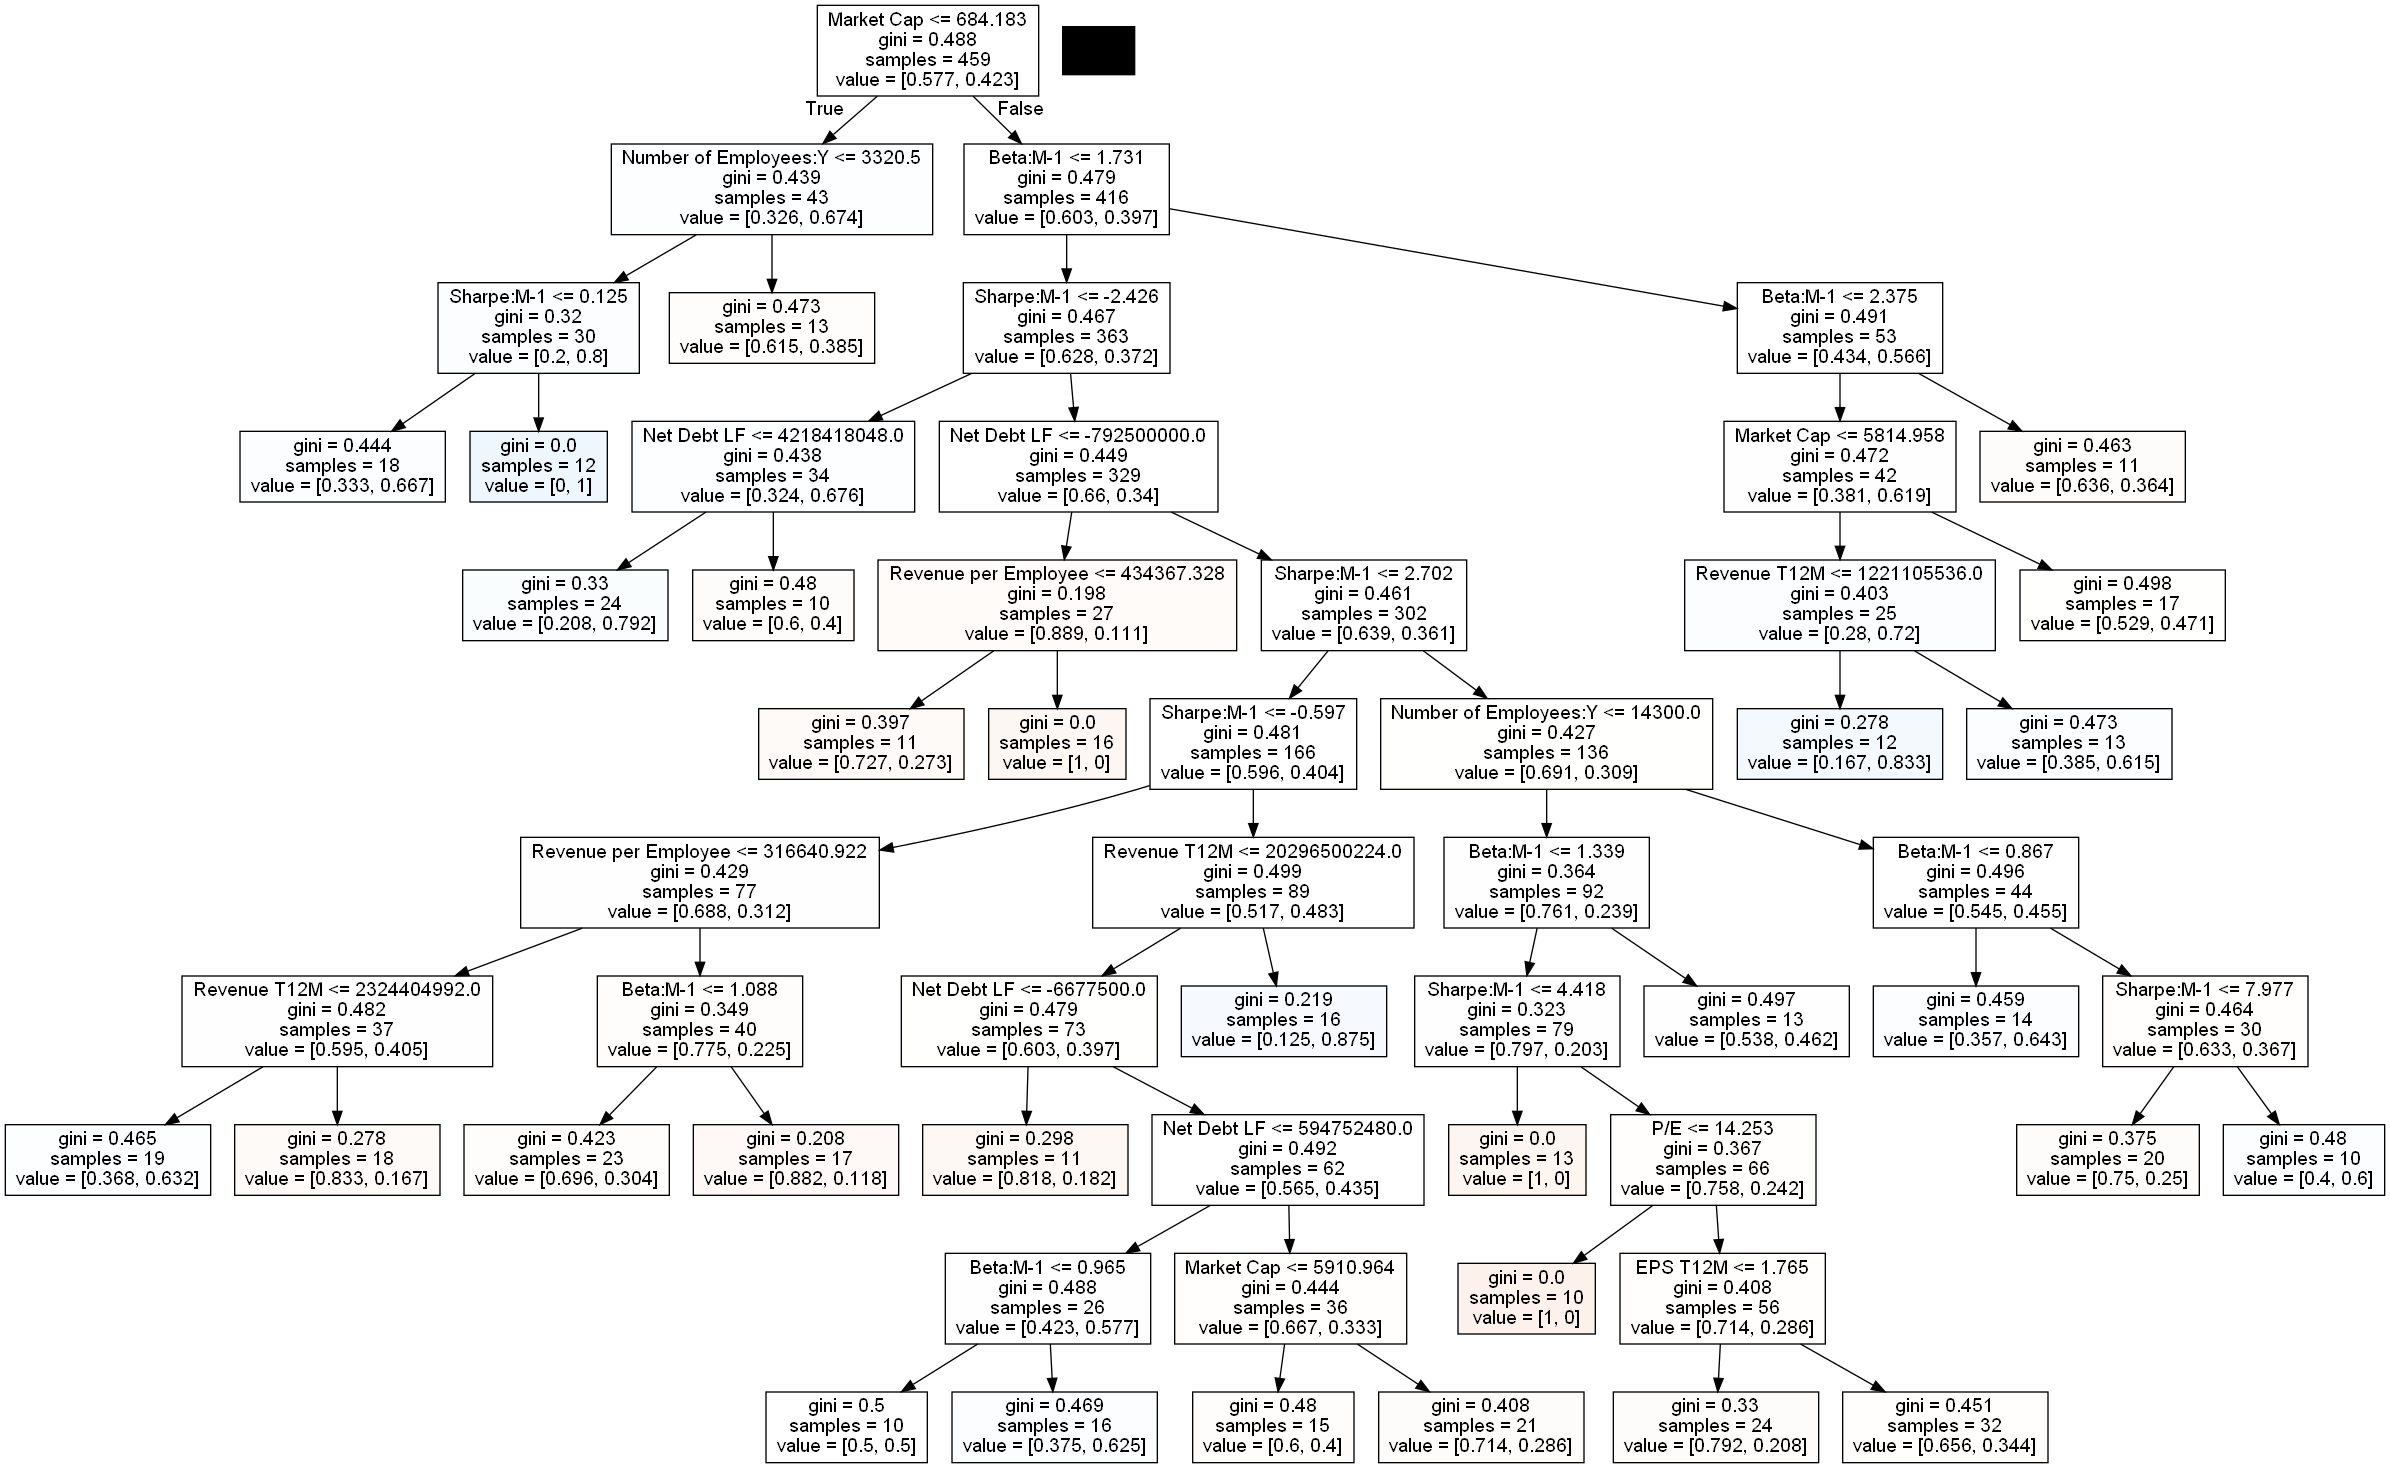 Market Cap <= 684.183
gini = 0.488
samples = 459
value = [0.577, 0.423]
True
False
Number of Employees:Y <= 3320.5
gini = 0.439
samples = 43
value = [0.326, 0.674]
Beta:M-1 <= 1.731
gini = 0.479
samples = 416
value = [0.603, 0.397]
Sharpe:M-1 <= 0.125
gini = 0.32
samples = 30
value = [0.2, 0.8]
gini = 0.473
samples = 13
value = [0.615, 0.385]
Sharpe:M-1 <= -2.426
gini = 0.467
samples = 363
value = [0.628, 0.372]
Beta:M-1 <= 2.375
gini = 0.491
samples = 53
value = [0.434, 0.566]
gini = 0.444
samples = 18
value = [0.333, 0.667]
gini = 0.0
samples = 12
value = [0, 1]
Net Debt LF <= 4218418048.0
gini = 0.438
samples = 34
value = [0.324, 0.676]
Net Debt LF <= -792500000.0
gini = 0.449
samples = 329
value = [0.66, 0.34]
Market Cap <= 5814.958
gini = 0.472
samples = 42
value = [0.381, 0.619]
gini = 0.463
samples = 11
value = [0.636, 0.364]
gini = 0.33
samples = 24
value = [0.208, 0.792]
gini = 0.48
samples = 10
value = [0.6, 0.4]
Revenue per Employee <= 434367.328
gini = 0.198
samples = 27
value = [0.889, 0.111]
Sharpe:M-1 <= 2.702
gini = 0.461
samples = 302
value = [0.639, 0.361]
Revenue T12M <= 1221105536.0
gini = 0.403
samples = 25
value = [0.28, 0.72]
gini = 0.498
samples = 17
value = [0.529, 0.471]
gini = 0.397
samples = 11
value = [0.727, 0.273]
gini = 0.0
samples = 16
value = [1, 0]
Sharpe:M-1 <= -0.597
gini = 0.481
samples = 166
value = [0.596, 0.404]
Number of Employees:Y <= 14300.0
gini = 0.427
samples = 136
value = [0.691, 0.309]
gini = 0.278
samples = 12
value = [0.167, 0.833]
gini = 0.473
samples = 13
value = [0.385, 0.615]
Revenue per Employee <= 316640.922
gini = 0.429
samples = 77
value = [0.688, 0.312]
Revenue T12M <= 20296500224.0
gini = 0.499
samples = 89
value = [0.517, 0.483]
Beta:M-1 <= 1.339
gini = 0.364
samples = 92
value = [0.761, 0.239]
Beta:M-1 <= 0.867
gini = 0.496
samples = 44
value = [0.545, 0.455]
Revenue T12M <= 2324404992.0
gini = 0.482
samples = 37
value = [0.595, 0.405]
Beta:M-1 <= 1.088
gini = 0.349
samples = 40
value = [0.775, 0.225]
Net Debt LF <= -6677500.0
gini = 0.479
samples = 73
value = [0.603, 0.397]
gini = 0.219
samples = 16
value = [0.125, 0.875]
Sharpe:M-1 <= 4.418
gini = 0.323
samples = 79
value = [0.797, 0.203]
gini = 0.497
samples = 13
value = [0.538, 0.462]
gini = 0.459
samples = 14
value = [0.357, 0.643]
Sharpe:M-1 <= 7.977
gini = 0.464
samples = 30
value = [0.633, 0.367]
gini = 0.465
samples = 19
value = [0.368, 0.632]
gini = 0.278
samples = 18
value = [0.833, 0.167]
gini = 0.423
samples = 23
value = [0.696, 0.304]
gini = 0.208
samples = 17
value = [0.882, 0.118]
gini = 0.298
samples = 11
value = [0.818, 0.182]
Net Debt LF <= 594752480.0
gini = 0.492
samples = 62
value = [0.565, 0.435]
gini = 0.0
samples = 13
value = [1, 0]
P/E <= 14.253
gini = 0.367
samples = 66
value = [0.758, 0.242]
gini = 0.375
samples = 20
value = [0.75, 0.25]
gini = 0.48
samples = 10
value = [0.4, 0.6]
Beta:M-1 <= 0.965
gini = 0.488
samples = 26
value = [0.423, 0.577]
Market Cap <= 5910.964
gini = 0.444
samples = 36
value = [0.667, 0.333]
gini = 0.0
samples = 10
value = [1, 0]
EPS T12M <= 1.765
gini = 0.408
samples = 56
value = [0.714, 0.286]
gini = 0.5
samples = 10
value = [0.5, 0.5]
gini = 0.469
samples = 16
value = [0.375, 0.625]
gini = 0.48
samples = 15
value = [0.6, 0.4]
gini = 0.408
samples = 21
value = [0.714, 0.286]
gini = 0.33
samples = 24
value = [0.792, 0.208]
gini = 0.451
samples = 32
value = [0.656, 0.344]